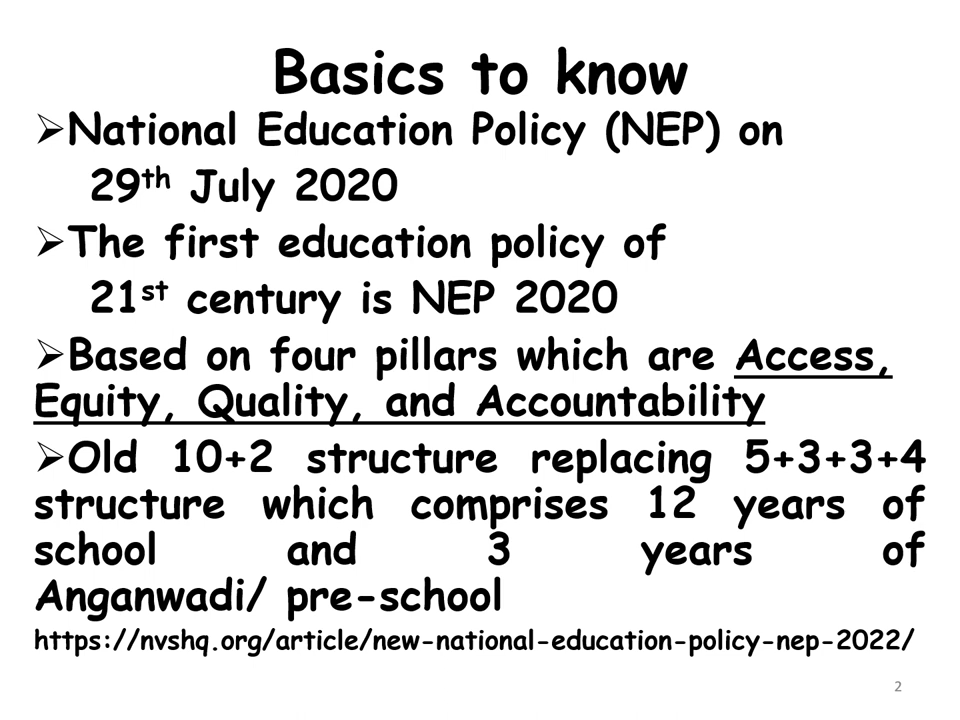 Basics to know
➢National Education Policy (NEP) on
29th July 2020
➢The first education policy of
21st century is NEP 2020
➢Based on four pillars which are Access,
Equity, Quality, and Accountability
➢Old 10+2 structure replacing 5+3+3+4
structure which comprises 12 years of
school and 3 years of
Anganwadi/ pre-school
https://nvshq.org/article/new-national-education-policy-nep-2022/
2